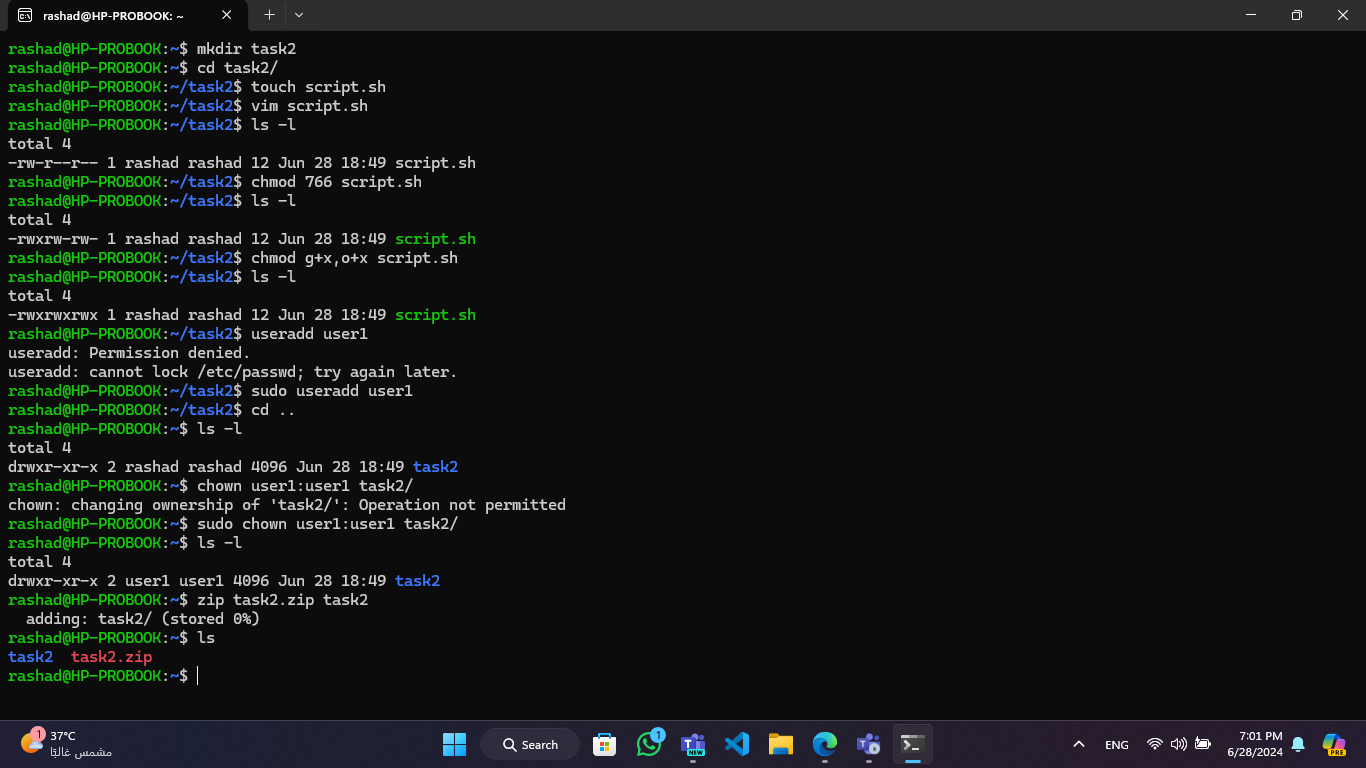 rashad@HP-PROBOOK: ~
rashad@HP-PROBOOK:~$ mkdir task2
rashad@HP-PROBOOK:~$ cd task2/
rashad@HP-PROBOOK:~/task2$ touch script.sh
rashad@HP-PROBOOK:~/task2$ vim script.sh
rashad@HP-PROBOOK:~/task2$ ls -l
total 4
-rw-r--r-- 1 rashad rashad 12 Jun 28 18:49 script.sh
rashad@HP-PROBOOK:~/task2$ chmod 766 script.sh
rashad@HP-PROBOOK:~/task2$ ls -l
total 4
-rwxrw-rw- 1 rashad rashad 12 Jun 28 18:49 script.sh
rashad@HP-PROBOOK:~/task2$ chmod g+x,o+x script.sh
rashad@HP-PROBOOK:~/task2$ ls -l
total 4
-rwxrwxrwx 1 rashad rashad 12 Jun 28 18:49 script.sh
rashad@HP-PROBOOK:~/task2$ useradd user1
useradd: Permission denied.
useradd: cannot lock /etc/passwd; try again later.
rashad@HP-PROBOOK:~/task2$ sudo useradd user1
rashad@HP-PROBOOK:~/task2$ cd ..
rashad@HP-PROBOOK:~$ ls -l
total 4
drwxr-xr-x 2 rashad rashad 4096 Jun 28 18:49 task2
rashad@HP-PROBOOK:~$ chown user1:user1 task2/
chown: changing ownership of 'task2/': Operation not permitted
rashad@HP-PROBOOK:~$ sudo chown user1:user1 task2/
rashad@HP-PROBOOK:~$ ls -l
total 4
drwxr-xr-x 2 user1 user1 4096 Jun 28 18:49 task2
rashad@HP-PROBOOK:~$ zip task2.zip task2
  adding: task2/ (stored 0%)
rashad@HP-PROBOOK:~$ ls
task2  task2.zip
rashad@HP-PROBOOK:~$
1
37°C
مشمس غالبًا
Search
1
NEW
ENG
7:01 PM
6/28/2024
PRE